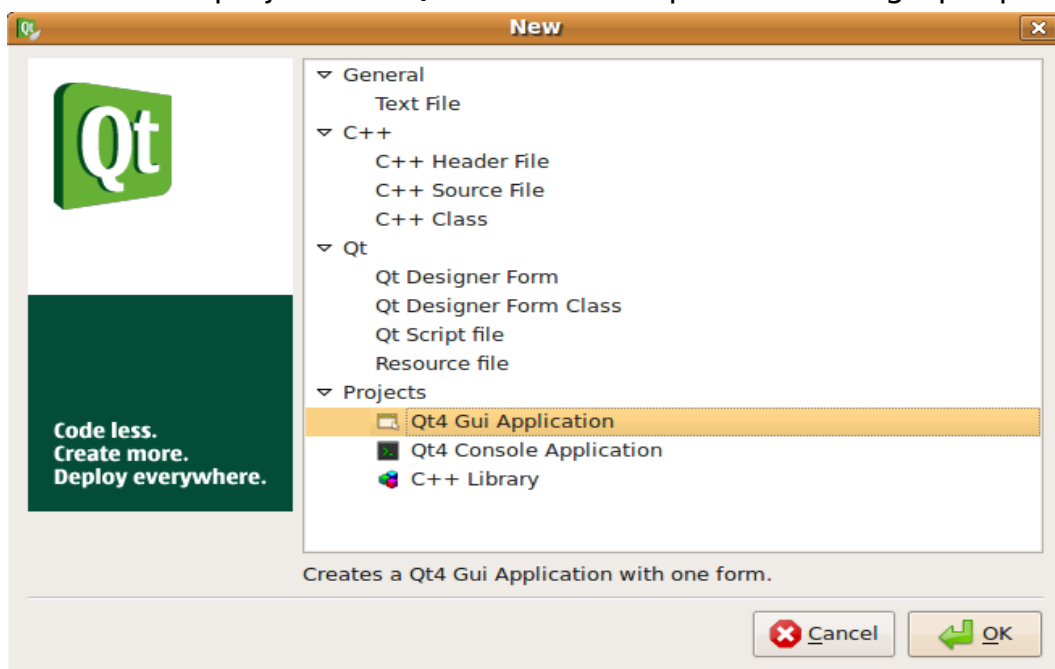 New
Qt
General
Text File
C++
C++ Header File
C++ Source File
C++ Class
Qt
Qt Designer Form
Qt Designer Form Class
Qt Script file
Resource file
Projects
Qt4 Gui Application
Qt4 Console Application
C++ Library
Code less.
Create more.
Deploy everywhere.
Creates a Qt4 Gui Application with one form.
Cancel
OK